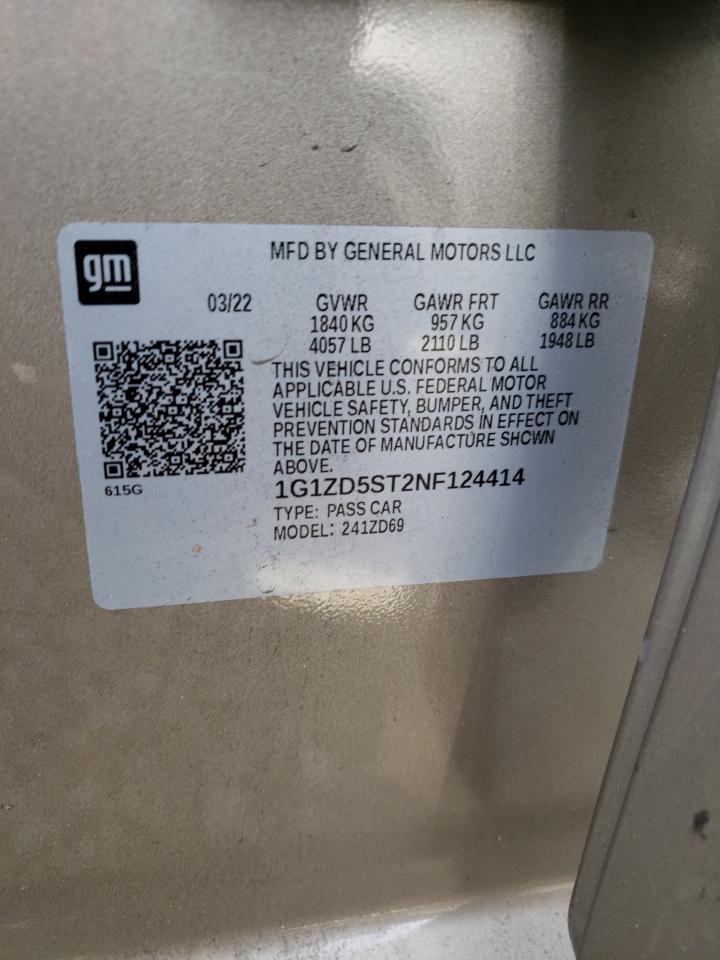 gm
MFD BY GENERAL MOTORS LLC
03/22 GVWR GAWR FRT GAWR RR
1840 KG 957 KG 884 KG
4057 LB 2110 LB 1948 LB
THIS VEHICLE CONFORMS TO ALL
APPLICABLE U.S. FEDERAL MOTOR
VEHICLE SAFETY, BUMPER, AND THEFT
PREVENTION STANDARDS IN EFFECT ON
THE DATE OF MANUFACTURE SHOWN
ABOVE.
615G
1G1ZD5ST2NF124414
TYPE: PASS CAR
MODEL: 241ZD69